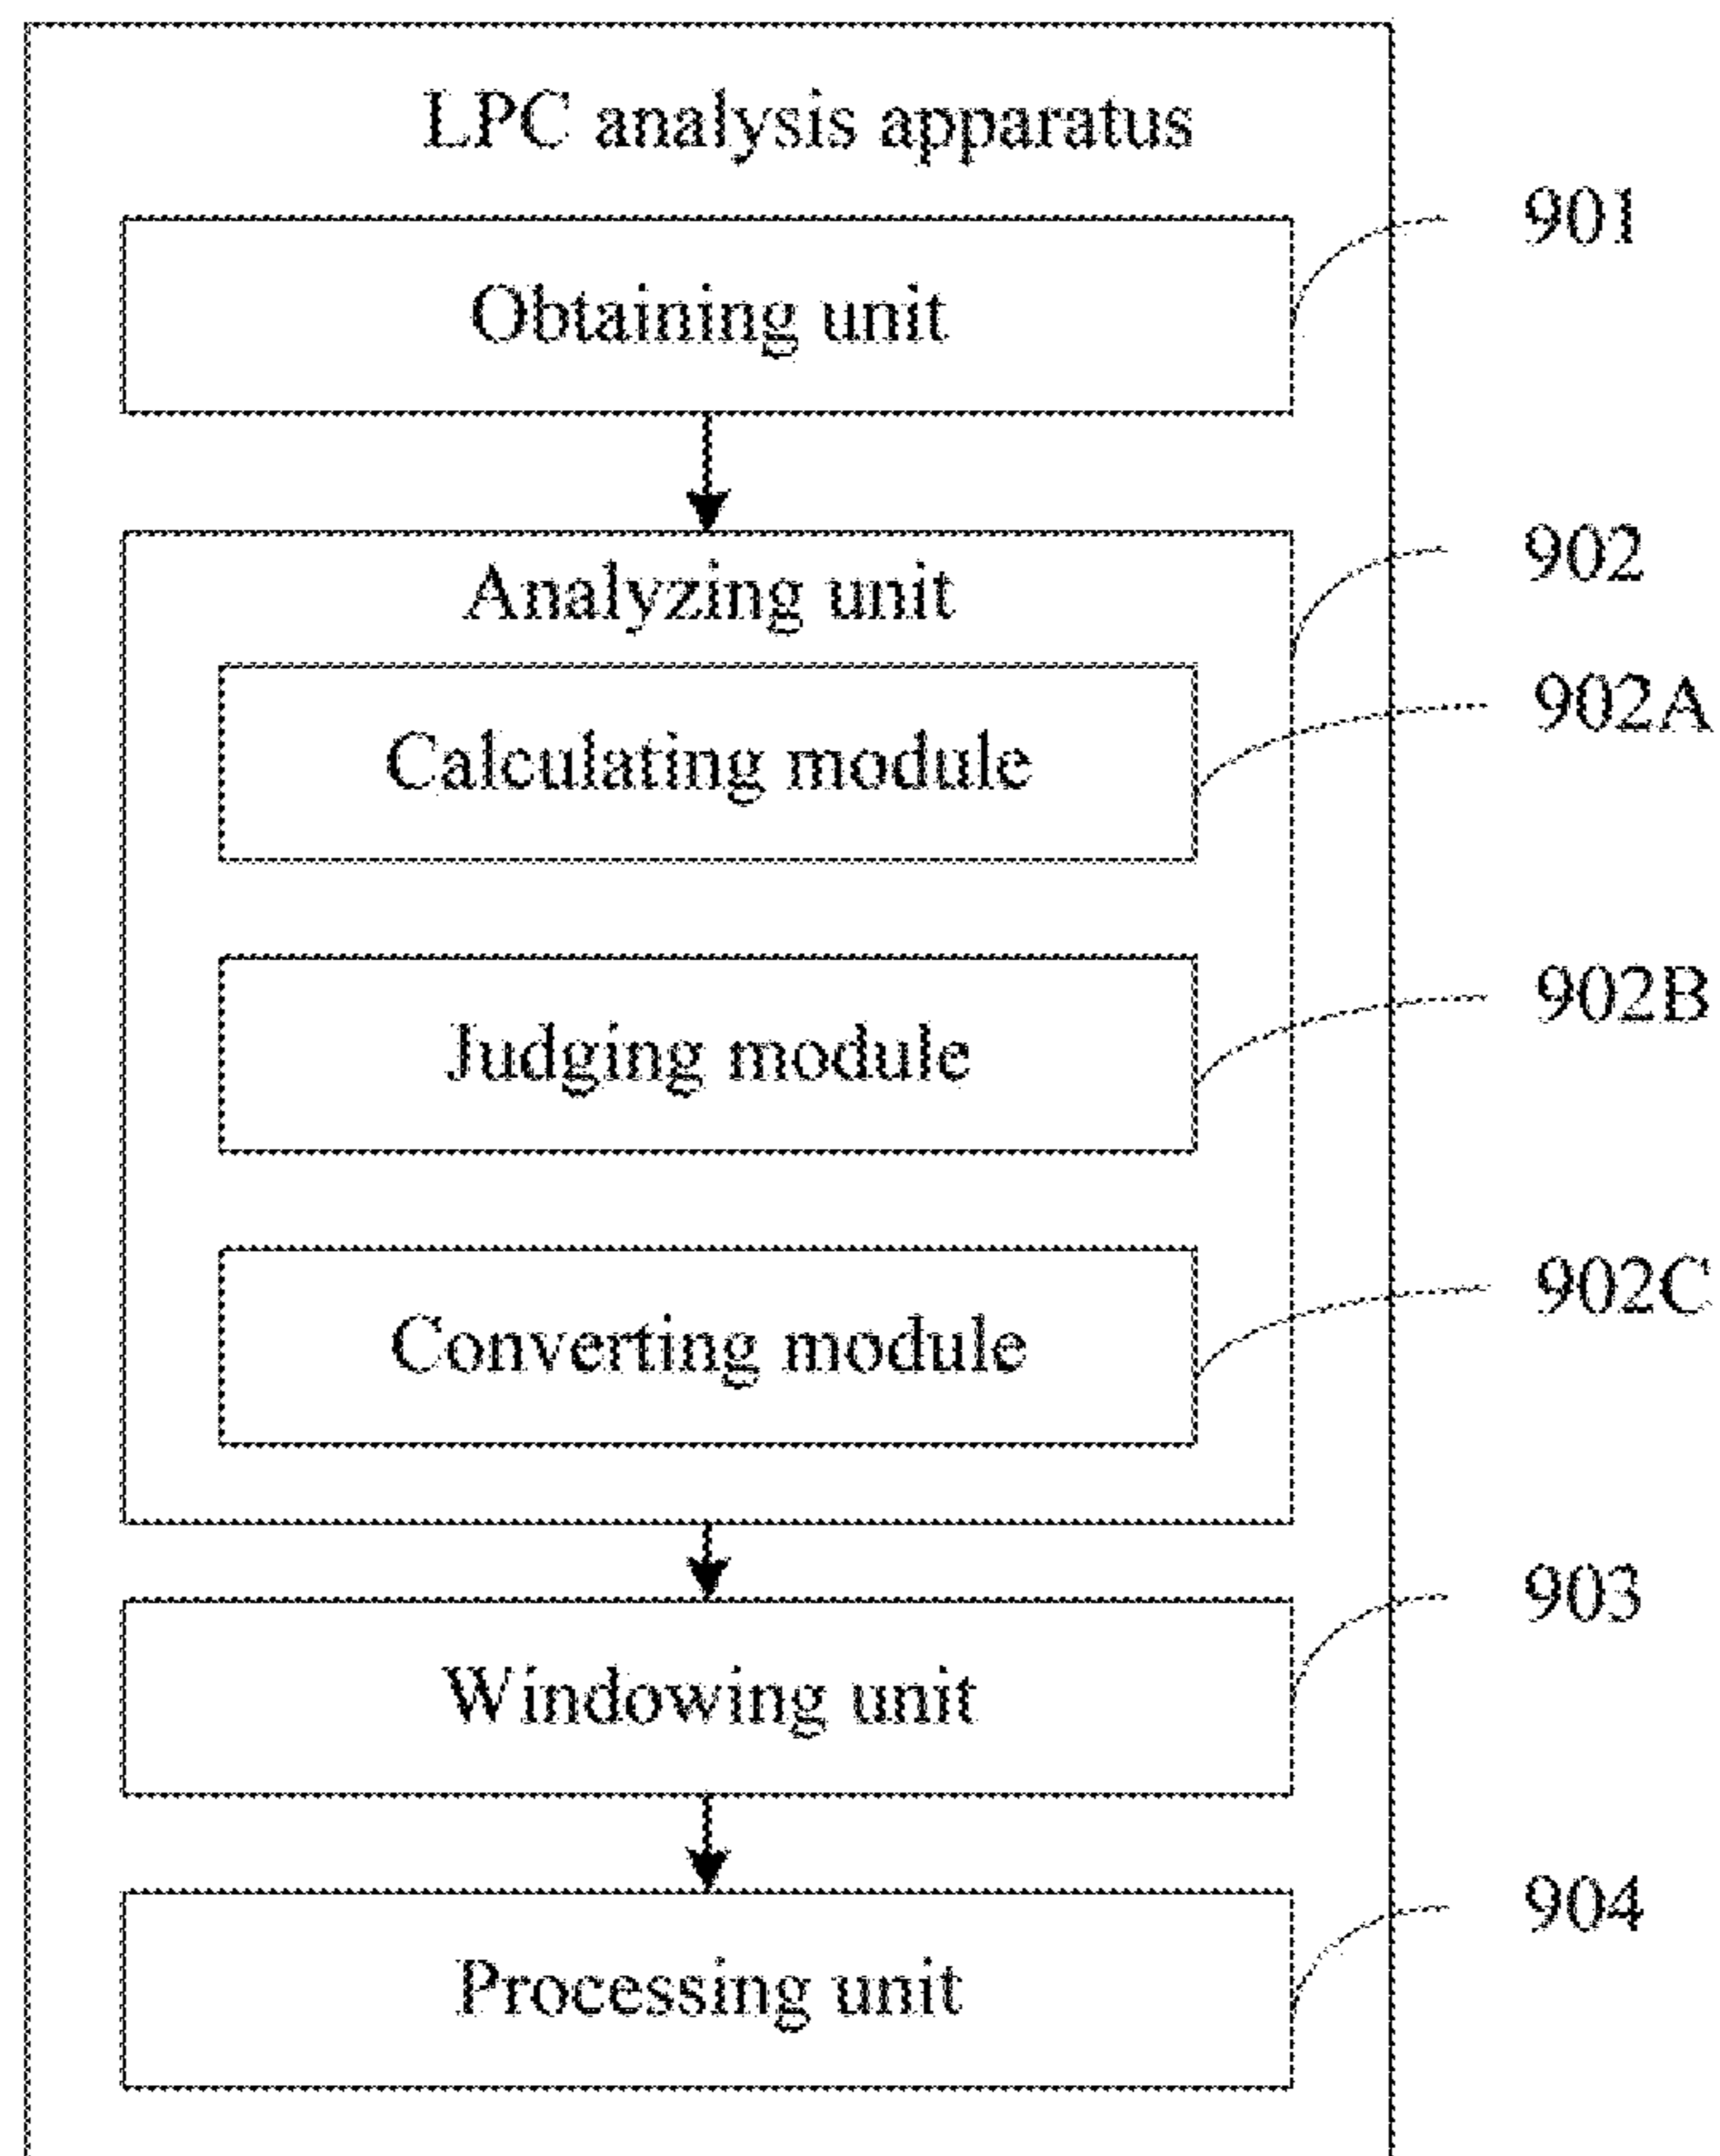 LPC analysis apparatus
901
Obtaining unit
902
Analyzing unit
902A
Calculating module
902B
Judging module
902C
Converting module
903
Windowing unit
904
Processing unit